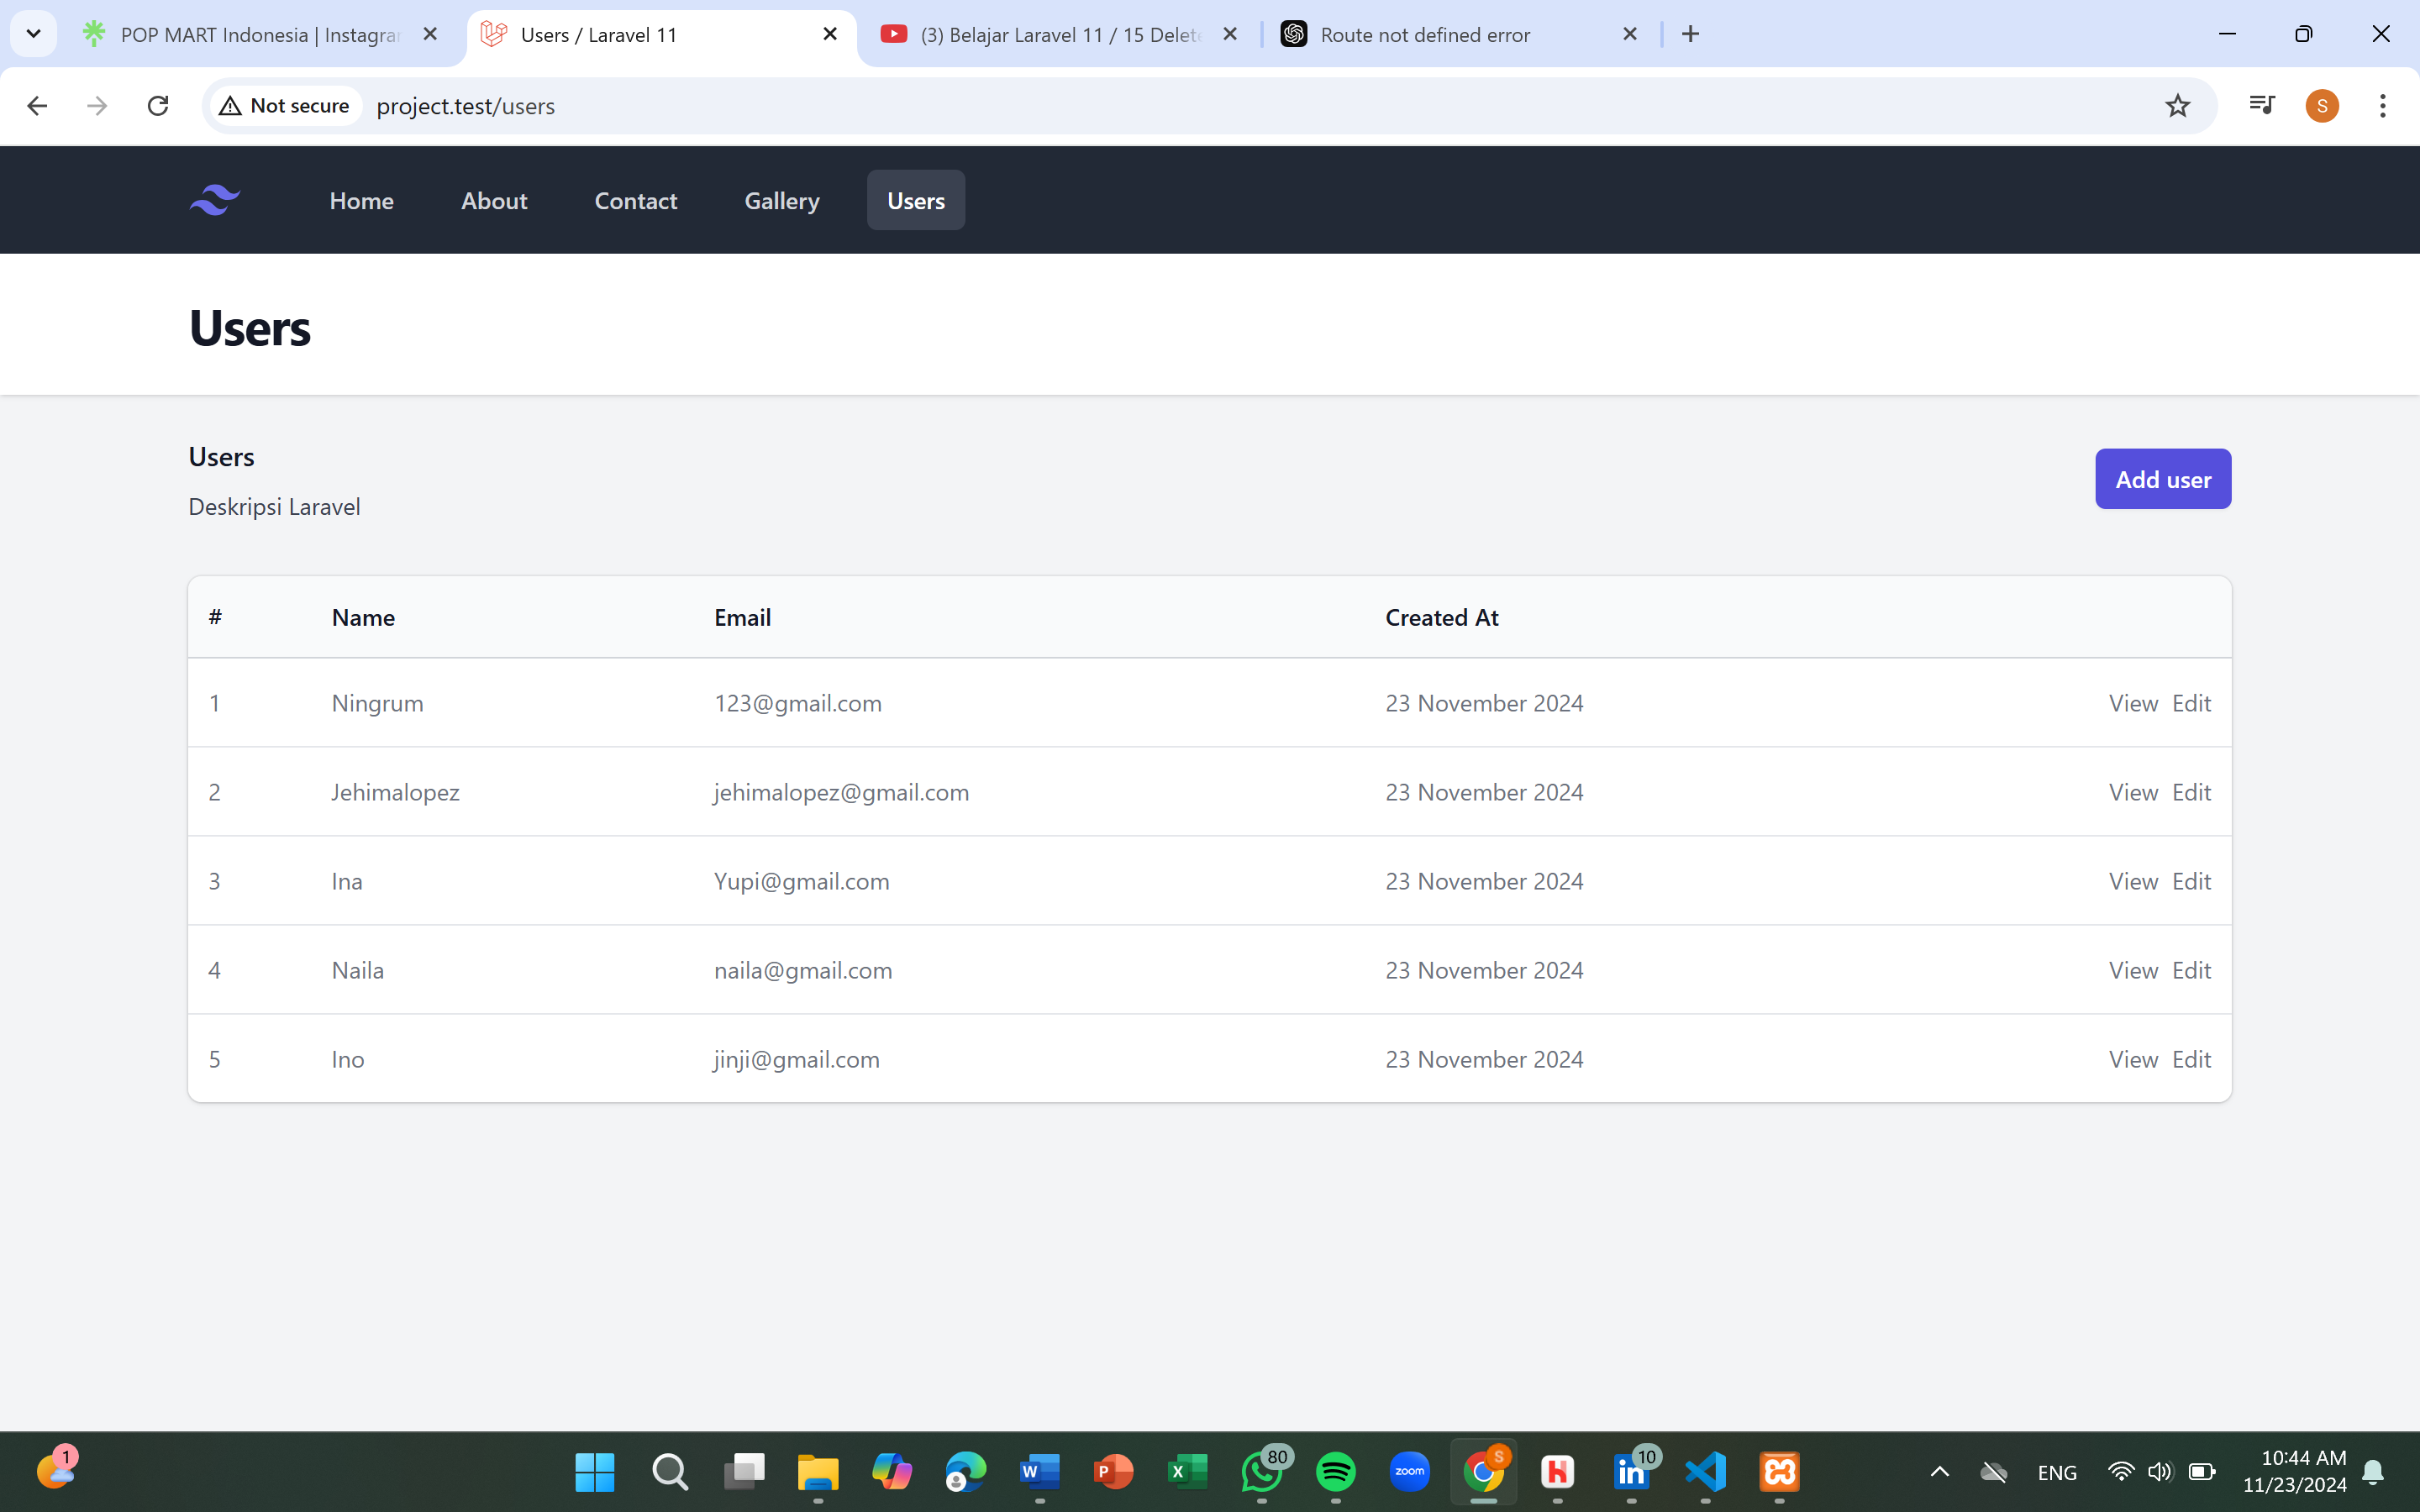 POP MART Indonesia | Instagra
Users / Laravel 11
(3) Belajar Laravel 11 / 15 Delete
Route not defined error
Not secure
project.test/users
S
Home About Contact Gallery Users
Users
Users
Deskripsi Laravel
Add user
# Name Email Created At
1 Ningrum 123@gmail.com 23 November 2024 View Edit
2 Jehimalopez jehimalopez@gmail.com 23 November 2024 View Edit
3 Ina Yupi@gmail.com 23 November 2024 View Edit
4 Naila naila@gmail.com 23 November 2024 View Edit
5 Ino jinji@gmail.com 23 November 2024 View Edit
1
W
P
X
80
zoom
S
h
in
10
ENG
10:44 AM
11/23/2024